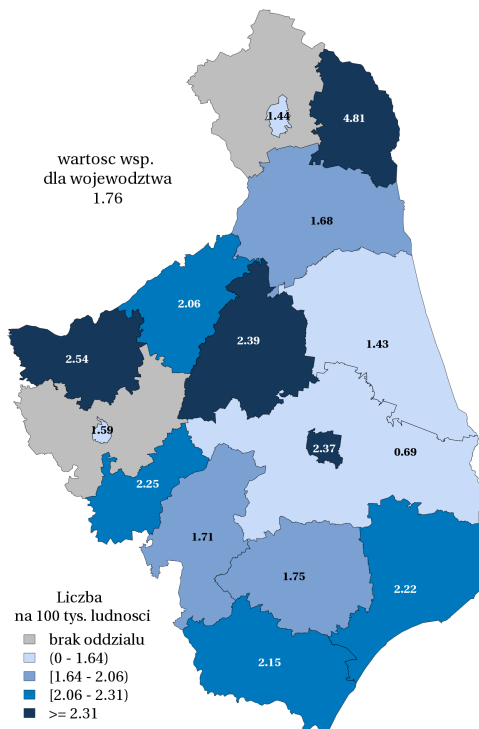 1.44
4.81
wartosc wsp.
dla wojewodztwa
1.76
1.68
2.06
2.39
1.43
2.54
1.59
2.37
0.69
2.25
1.71
1.75
2.22
2.15
Liczba
na 100 tys. ludnosci
brak oddzialu
(0 - 1.64)
[1.64 - 2.06)
[2.06 - 2.31)
>= 2.31